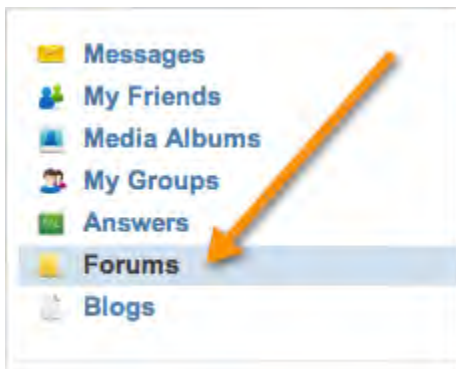 Messages
My Friends
Media Albums
My Groups
Answers
Forums
Blogs